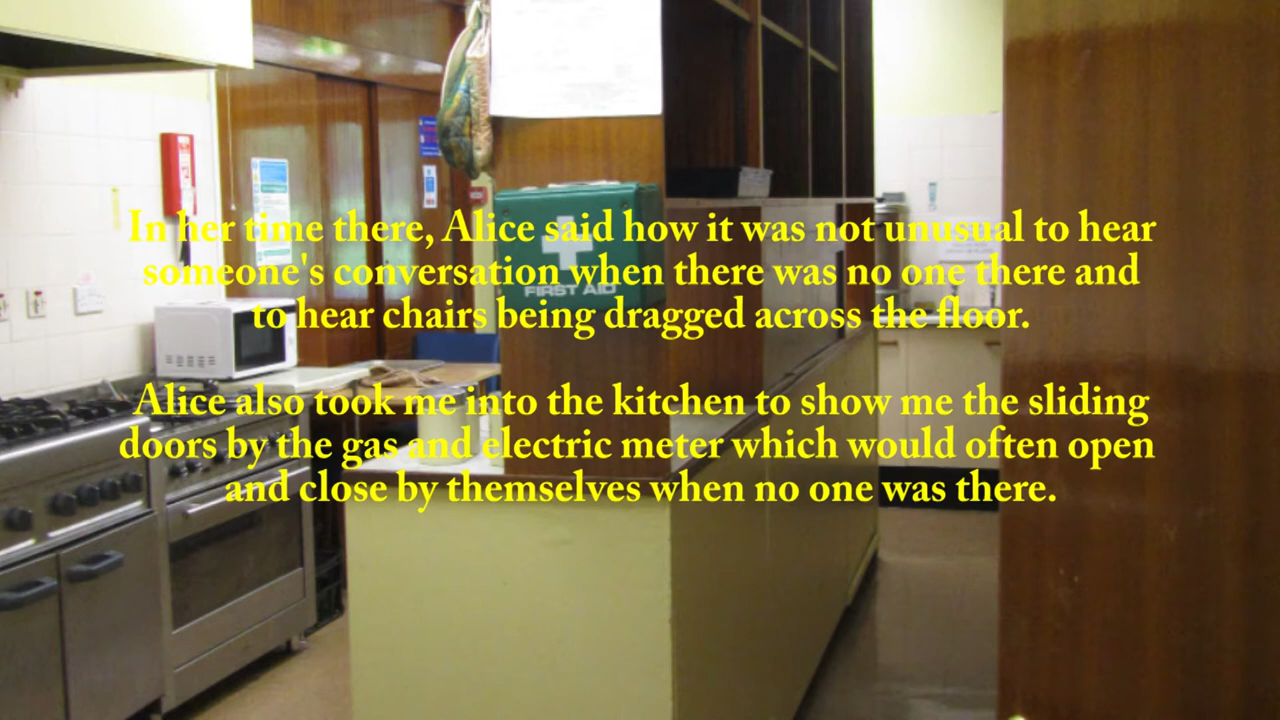 In her time there, Alice said how it was not unusual to hear
someone's conversation when there was no one there and
to hear chairs being dragged across the floor.
Alice also took me into the kitchen to show me the sliding
doors by the gas and electric meter which would often open
and close by themselves when no one was there.
FIRST AID